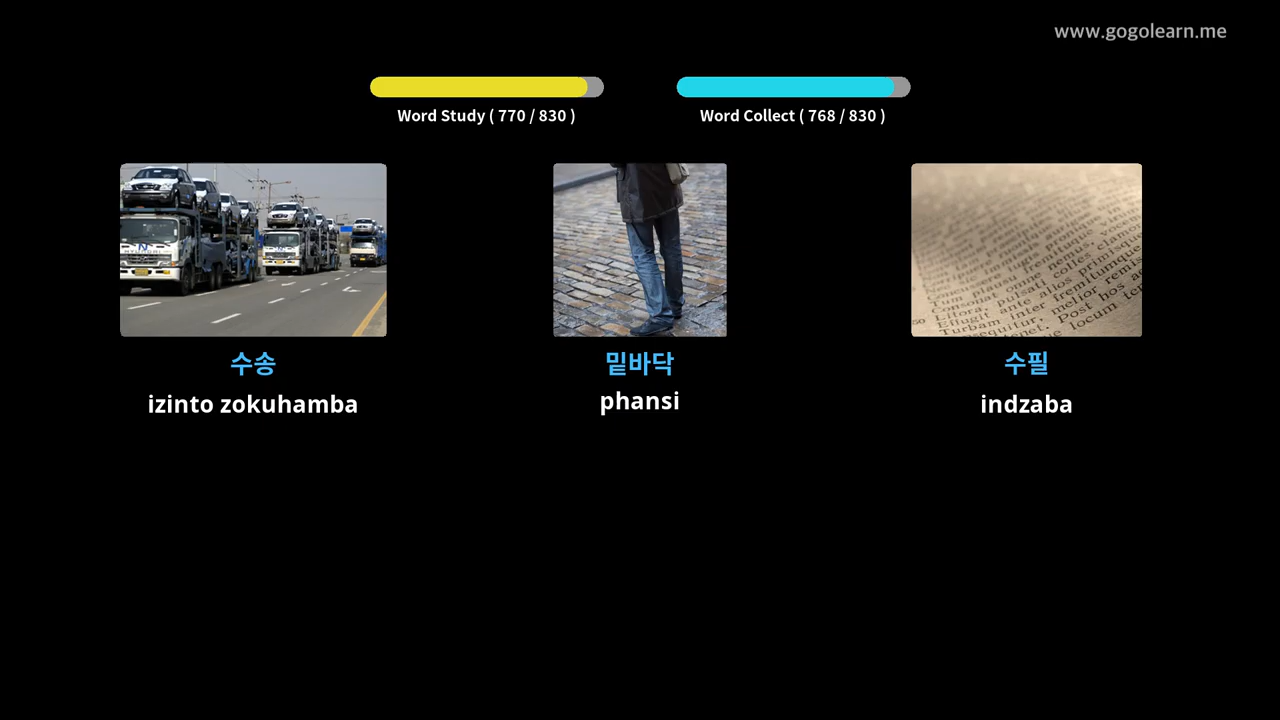 www.gogolearn.me
Word Study ( 770 / 830 )
Word Collect ( 768 / 830 )
수송
밑바닥
수필
izinto zokuhamba
phansi
indzaba